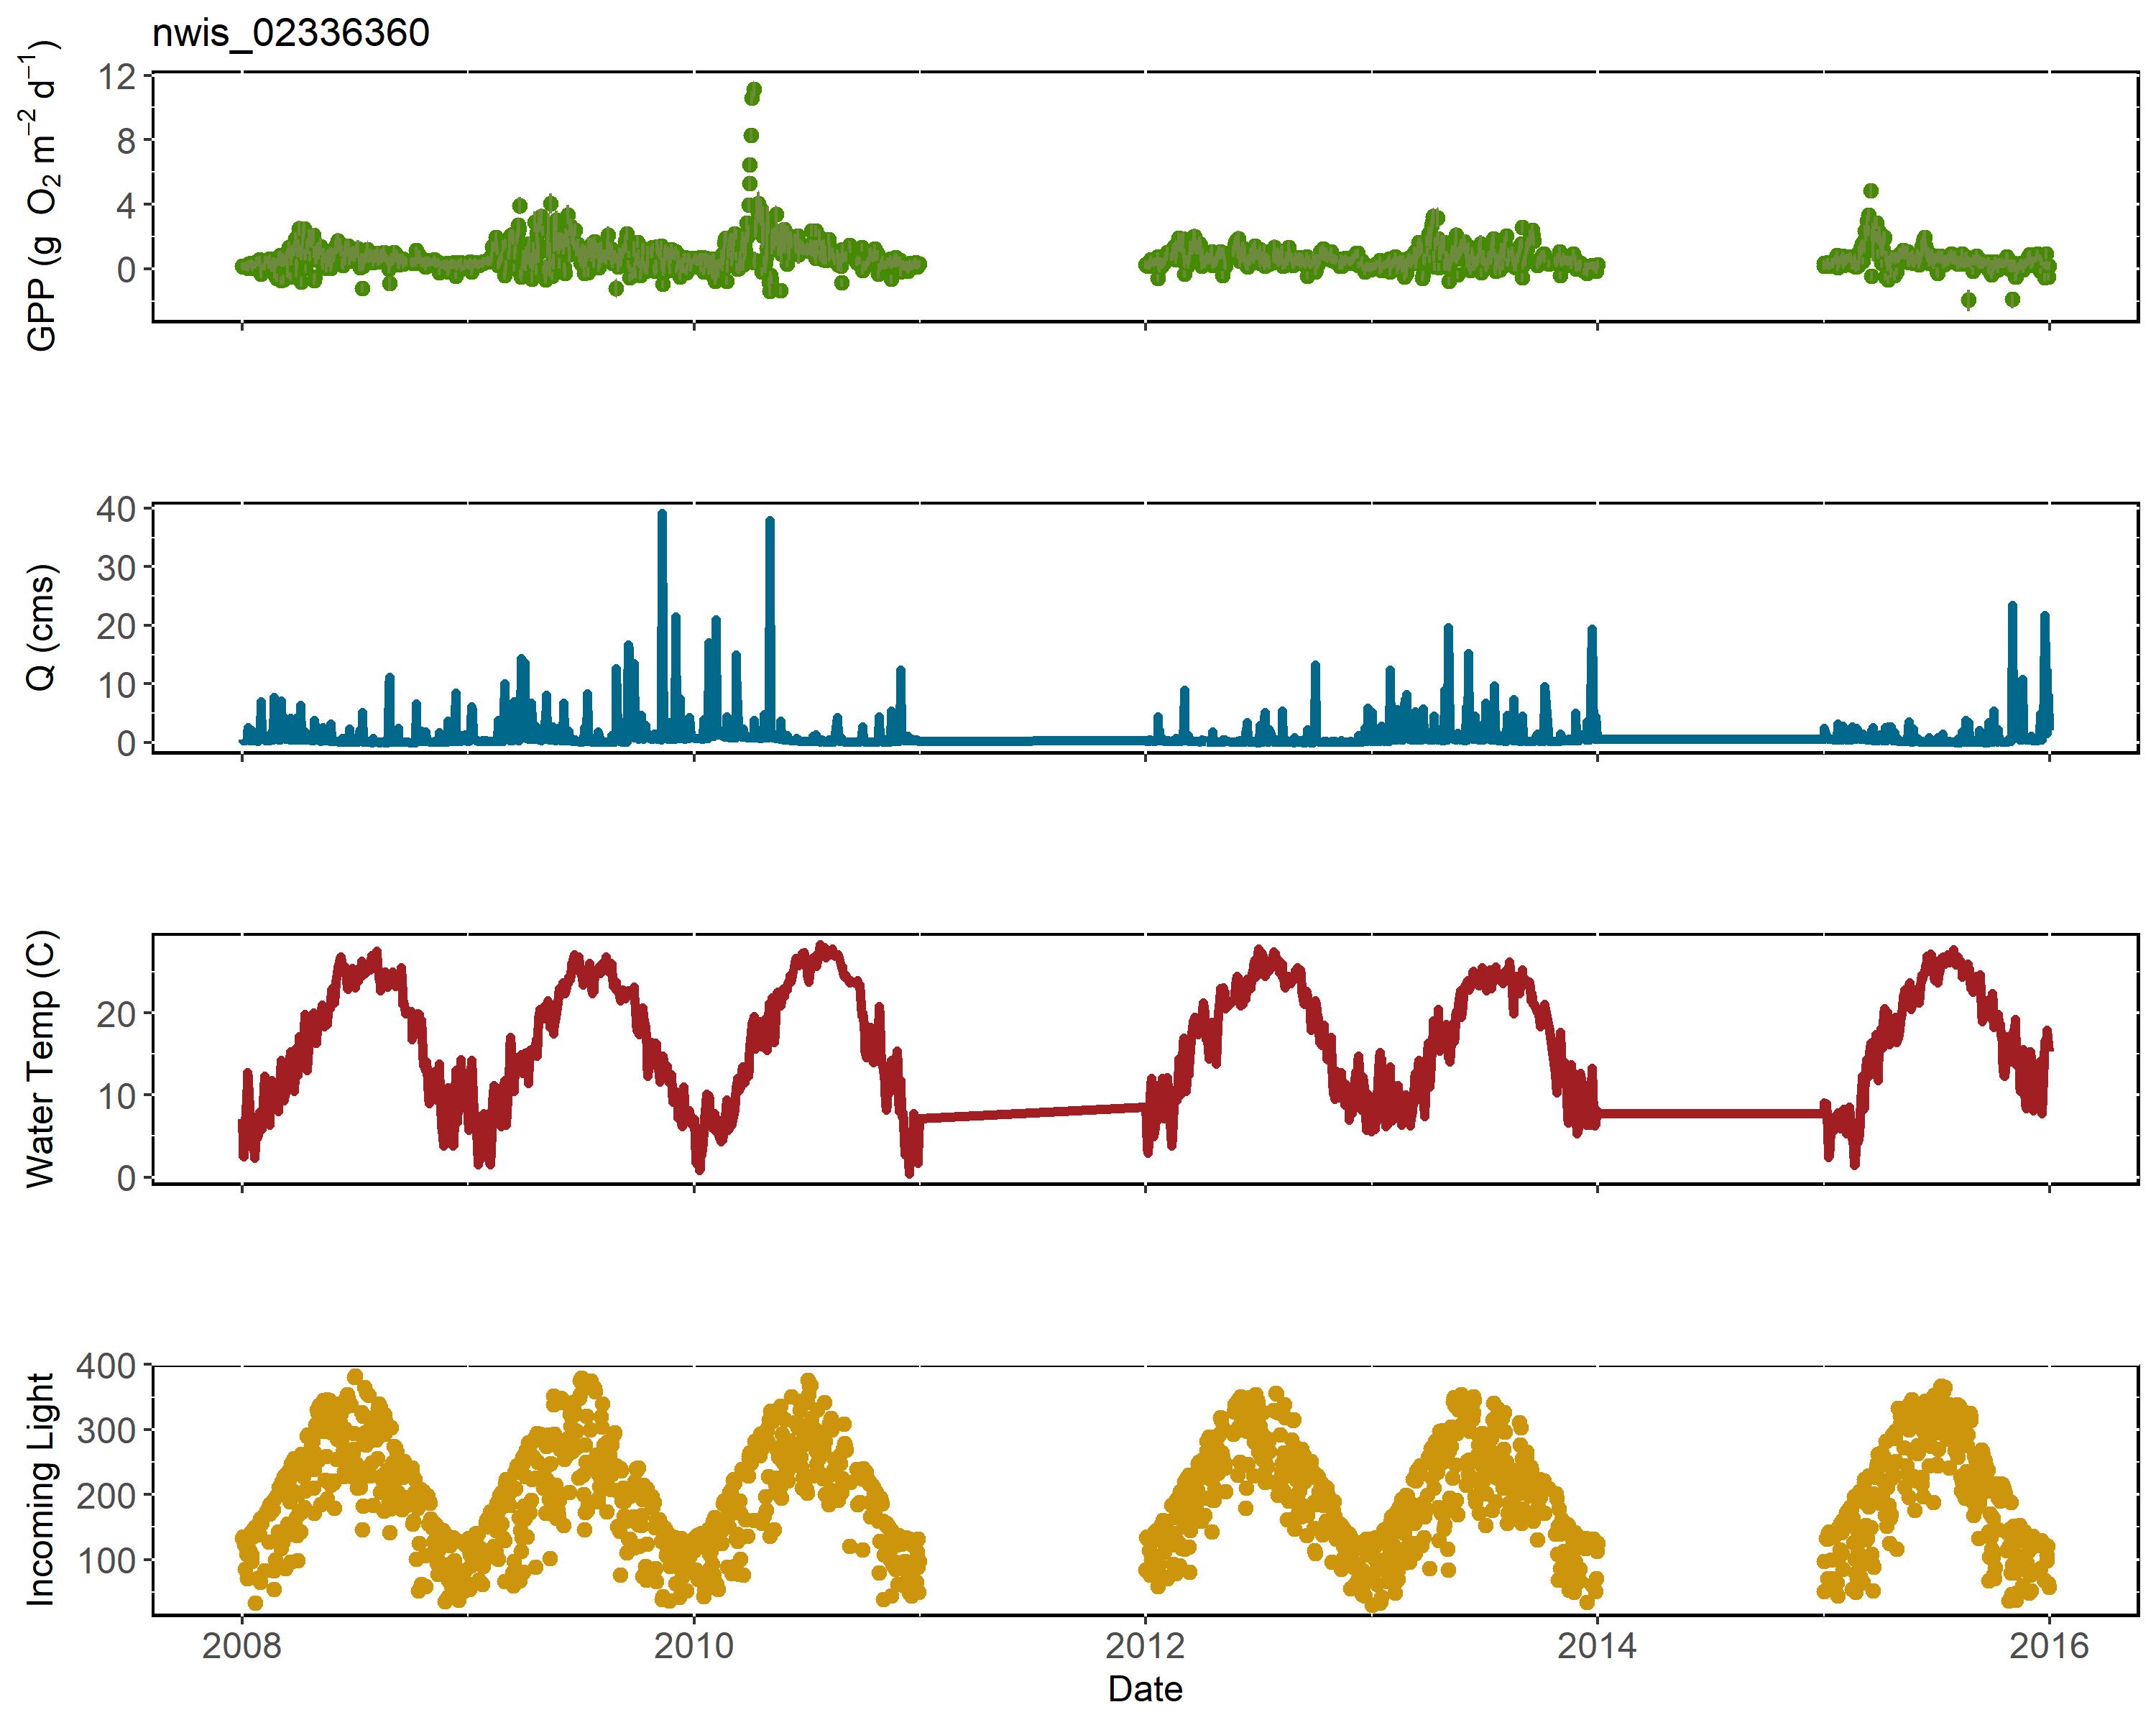 nwis_02336360
GPP (g O₂ m⁻² d⁻¹)
12
8
4
0
Q (cms)
40
30
20
10
0
Water Temp (C)
20
10
0
Incoming Light
400
300
200
100
2008 2010 2012 2014 2016
Date